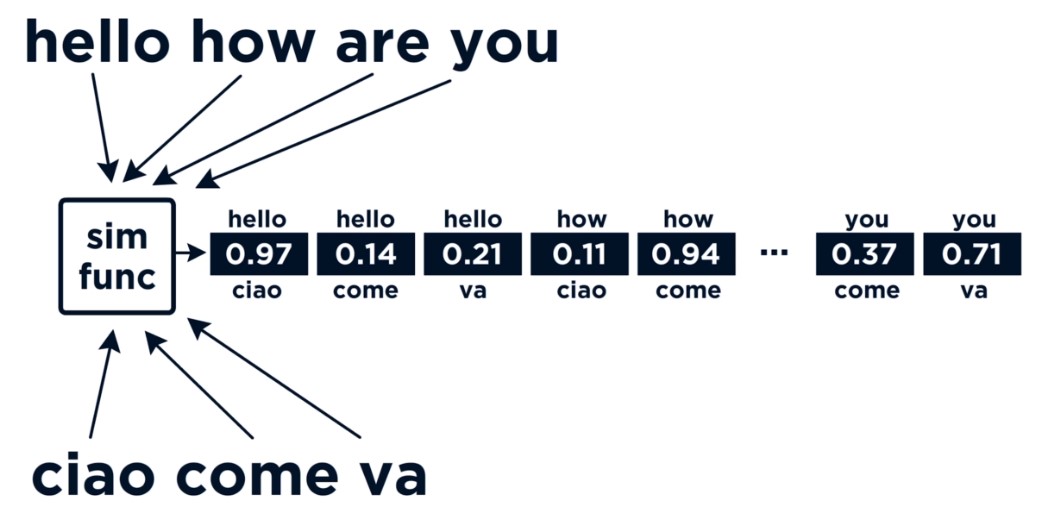 hello how are you
sim
func
hello hello hello how how you you
0.97 0.14 0.21 0.11 0.94 ... 0.37 0.71
ciao come va ciao come come va
ciao come va